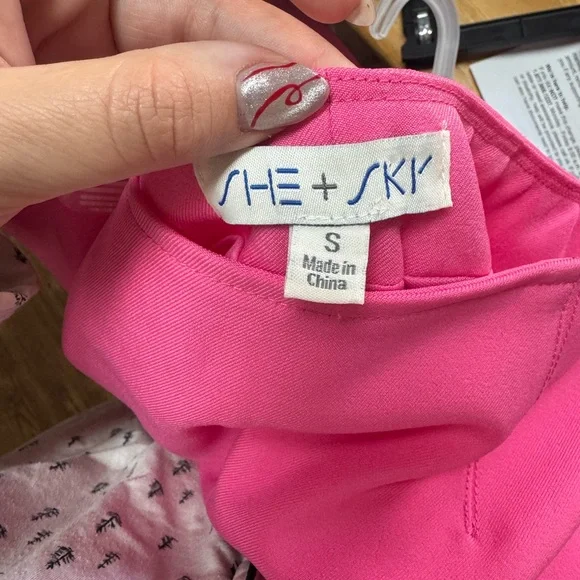 SHE + SKY
S
Made in
China